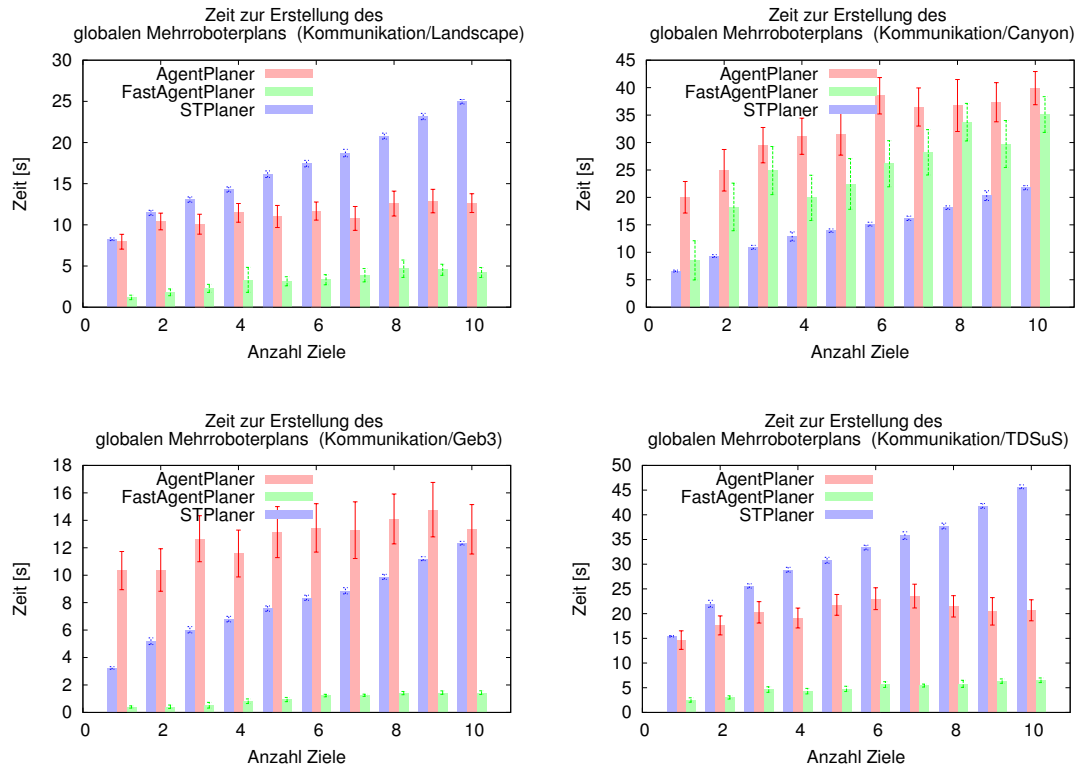 Zeit zur Erstellung des
globalen Mehrroboterplans (Kommunikation/Landscape)
30
25
20
15
10
5
0
Zeit [s]
AgentPlaner
FastAgentPlaner
STPlaner
0 2 4 6 8 10
Anzahl Ziele
Zeit zur Erstellung des
globalen Mehrroboterplans (Kommunikation/Canyon)
45
40
35
30
25
20
15
10
5
0
Zeit [s]
AgentPlaner
FastAgentPlaner
STPlaner
0 2 4 6 8 10
Anzahl Ziele
Zeit zur Erstellung des
globalen Mehrroboterplans (Kommunikation/Geb3)
18
16
14
12
10
8
6
4
2
0
Zeit [s]
AgentPlaner
FastAgentPlaner
STPlaner
0 2 4 6 8 10
Anzahl Ziele
Zeit zur Erstellung des
globalen Mehrroboterplans (Kommunikation/TDSuS)
50
45
40
35
30
25
20
15
10
5
0
Zeit [s]
AgentPlaner
FastAgentPlaner
STPlaner
0 2 4 6 8 10
Anzahl Ziele